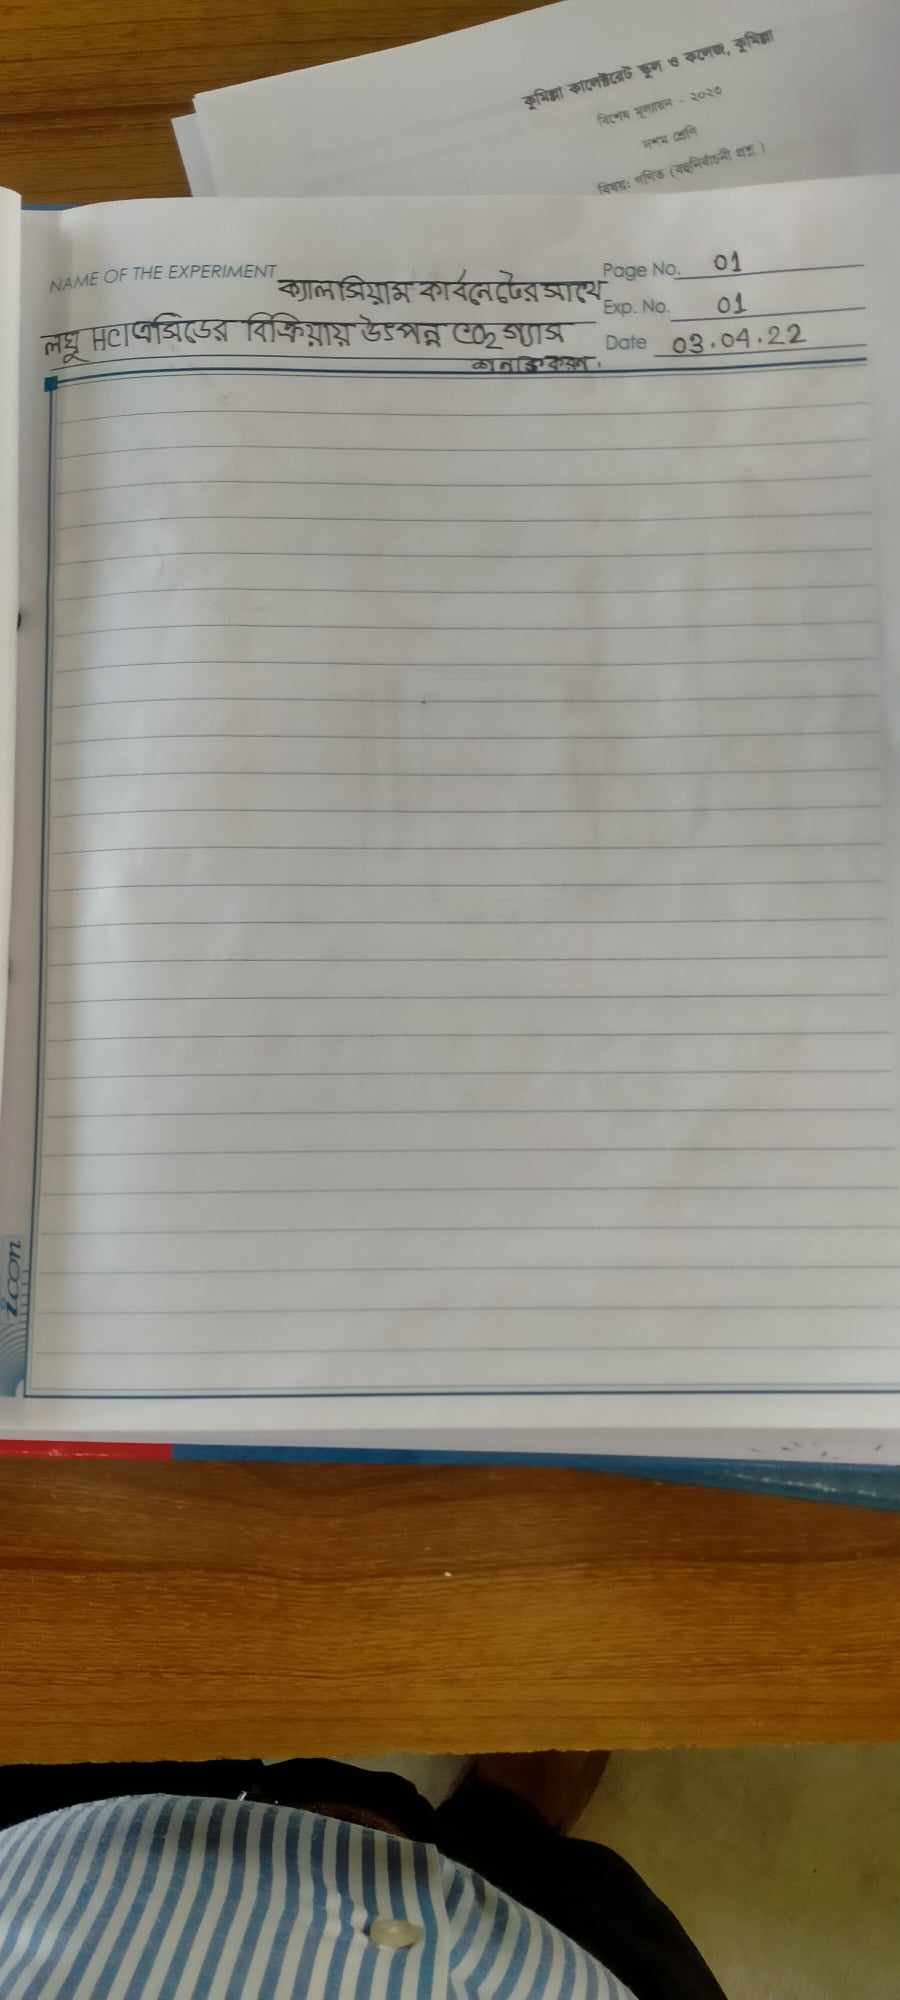 কুমিল্লা কালেক্টরেট স্কুল ও কলেজ, কুমিল্লা
বিশেষ মূল্যায়ন - ২০২৩
দশম শ্রেণি
বিষয়: গণিত (বহুনির্বাচনী প্রশ্ন)
NAME OF THE EXPERIMENT ক্যালসিয়াম কার্বনেটের সাথে
লঘু HCl এসিডের বিক্রিয়ায় উৎপন্ন CO₂ গ্যাস
শনাক্তকরণ.
Page No. 01
Exp. No. 01
Date 03.04.22
icon